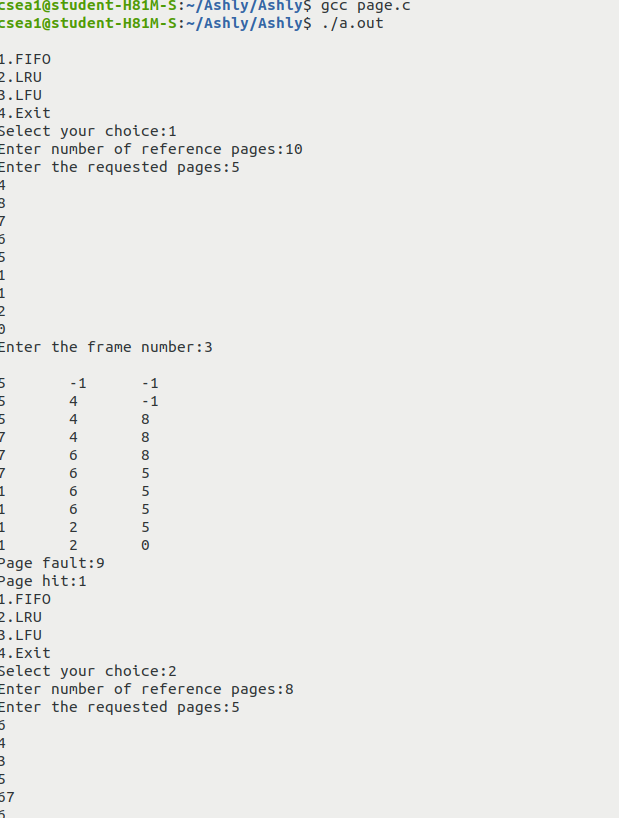 csea1@student-H81M-S:~/Ashly/Ashly$ gcc page.c
csea1@student-H81M-S:~/Ashly/Ashly$ ./a.out
1.FIFO
2.LRU
3.LFU
4.Exit
Select your choice:1
Enter number of reference pages:10
Enter the requested pages:5
4
8
7
6
5
1
1
2
0
Enter the frame number:3
5 -1 -1
5 4 -1
5 4 8
7 4 8
7 6 8
7 6 5
1 6 5
1 6 5
1 2 5
1 2 0
Page fault:9
Page hit:1
1.FIFO
2.LRU
3.LFU
4.Exit
Select your choice:2
Enter number of reference pages:8
Enter the requested pages:5
6
4
3
5
67
6